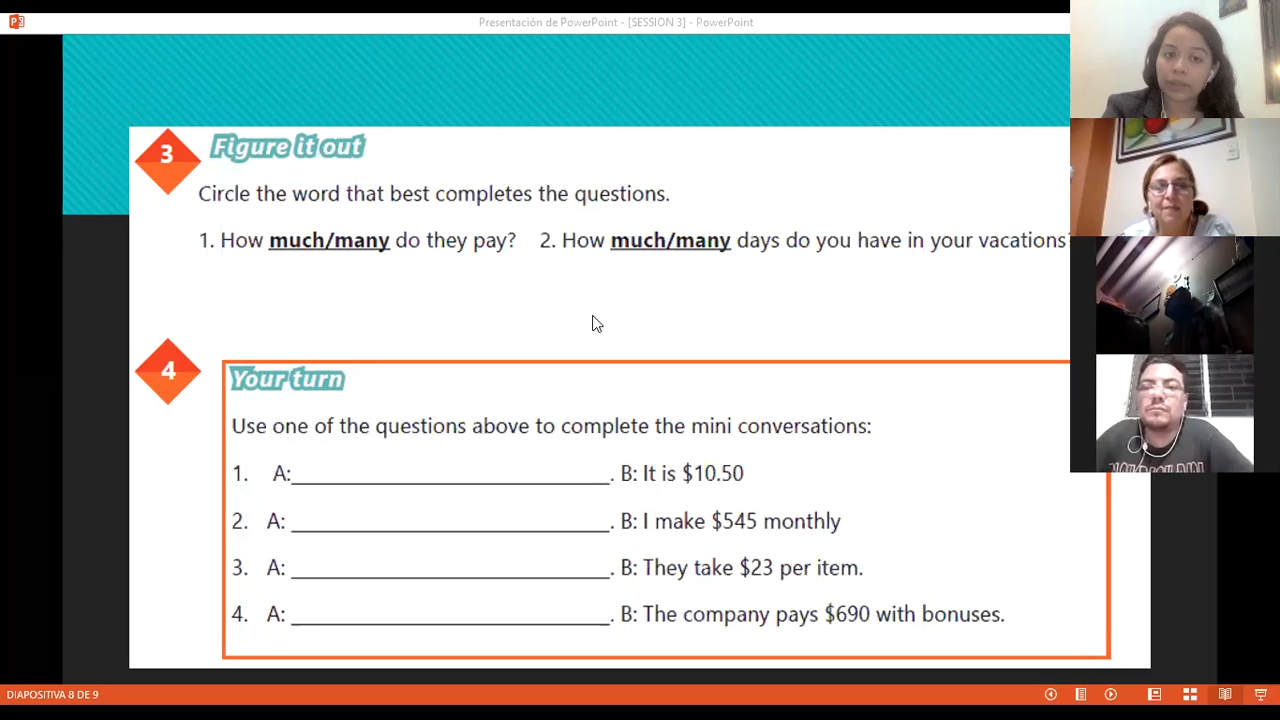 Presentación de PowerPoint - [SESSION 3] - PowerPoint
3
Figure it out
Circle the word that best completes the questions.
1. How much/many do they pay? 2. How much/many days do you have in your vacations?
4
Your turn
Use one of the questions above to complete the mini conversations:
1. A:______________________________. B: It is $10.50
2. A: ______________________________. B: I make $545 monthly
3. A: ______________________________. B: They take $23 per item.
4. A: ______________________________. B: The company pays $690 with bonuses.
DIAPOSITIVA 8 DE 9